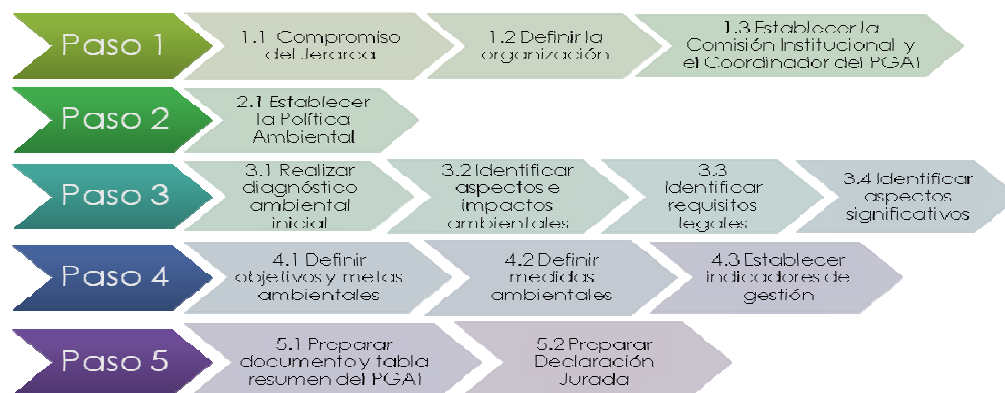 Paso 1
1.1 Compromiso
del Jerarca
1.2 Definir la
organización
1.3 Establecer la
Comisión Institucional y
el Coordinador del PGAI
Paso 2
2.1 Establecer
la Política
Ambiental
Paso 3
3.1 Realizar
diagnóstico
ambiental
inicial
3.2 Identificar
aspectos e
impactos
ambientales
3.3
Identificar
requisitos
legales
3.4 Identificar
aspectos
significativos
Paso 4
4.1 Definir
objetivos y metas
ambientales
4.2 Definir
medidas
ambientales
4.3 Establecer
indicadores de
gestión
Paso 5
5.1 Preparar
documento y tabla
resumen del PGAI
5.2 Preparar
Declaración
Jurada